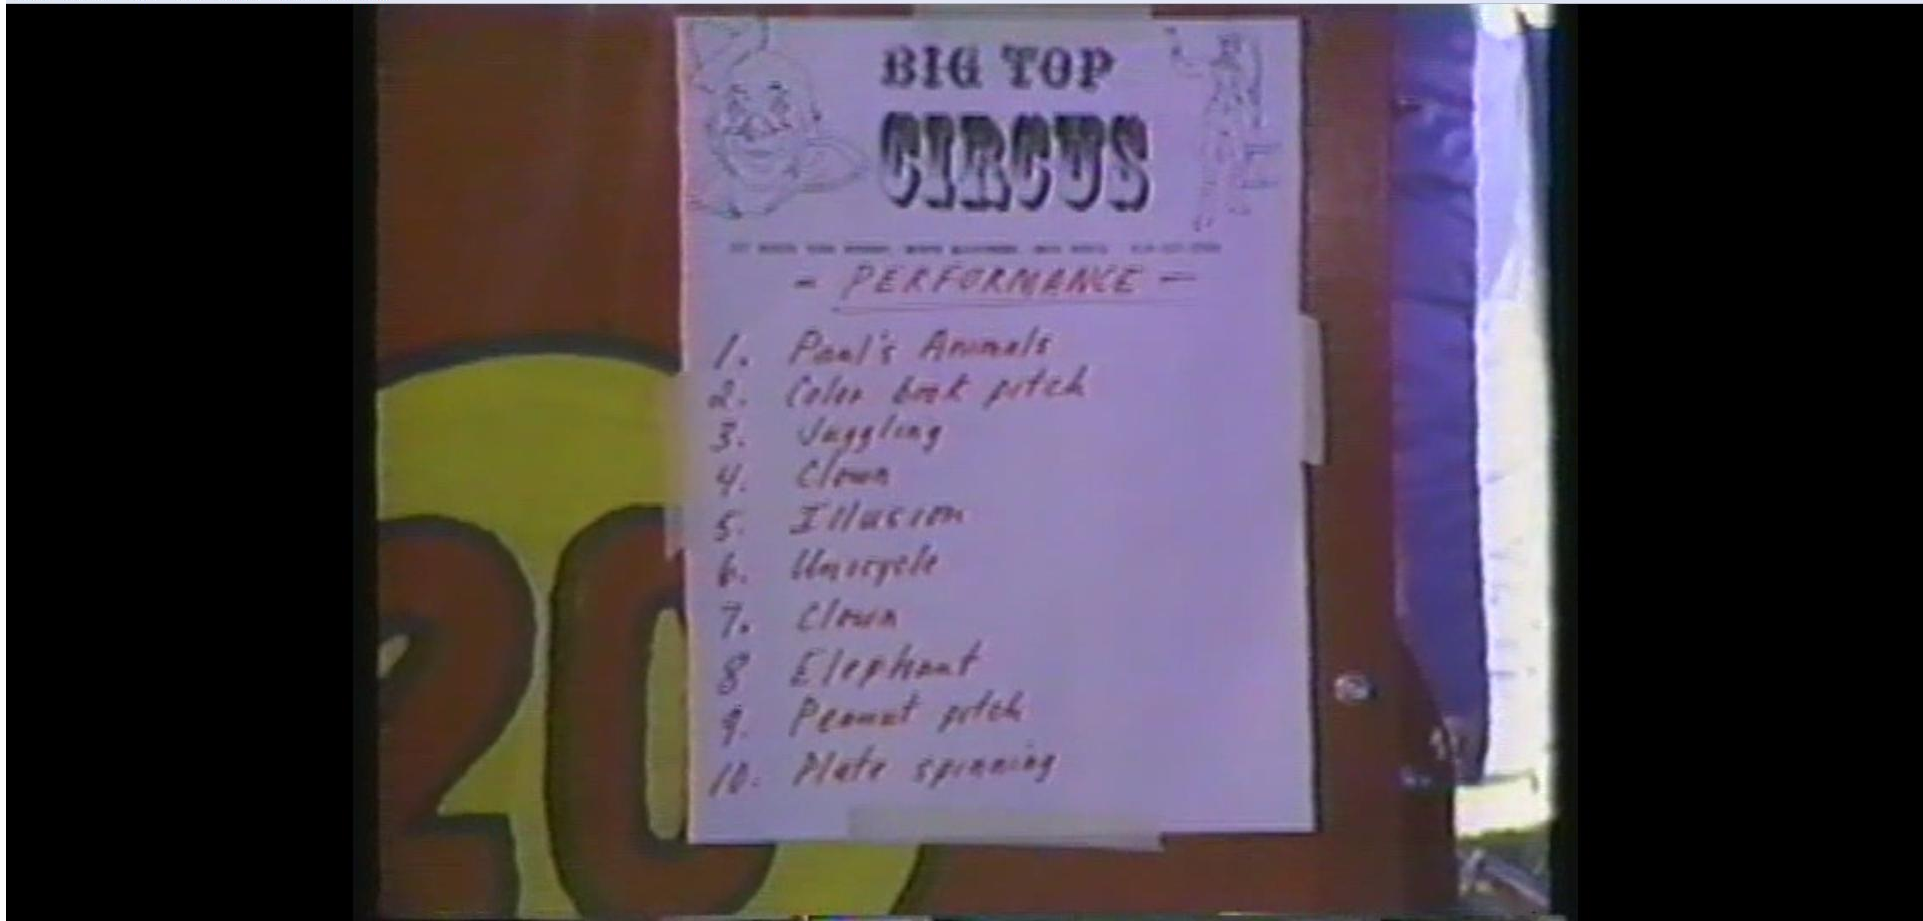 BIG TOP
CIRCUS
- PERFORMANCE -
1. Paul's Animals
2. Color book pitch
3. Juggling
4. Clown
5. Illusion
6. Unicycle
7. Clown
8 Elephant
9. Peanut pitch
10. Plate spinning
20